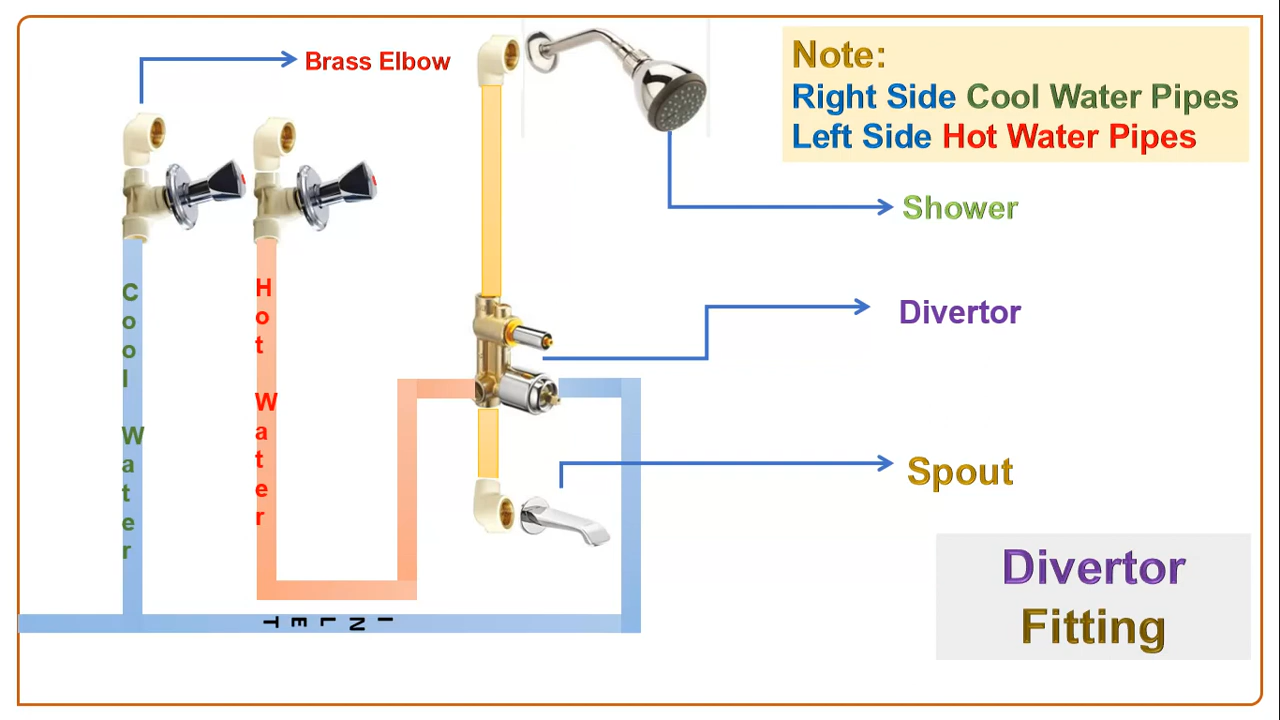 Brass Elbow
Note:
Right Side Cool Water Pipes
Left Side Hot Water Pipes
Shower
Cool Water
Hot Water
Divertor
Spout
Divertor
Fitting
INLET